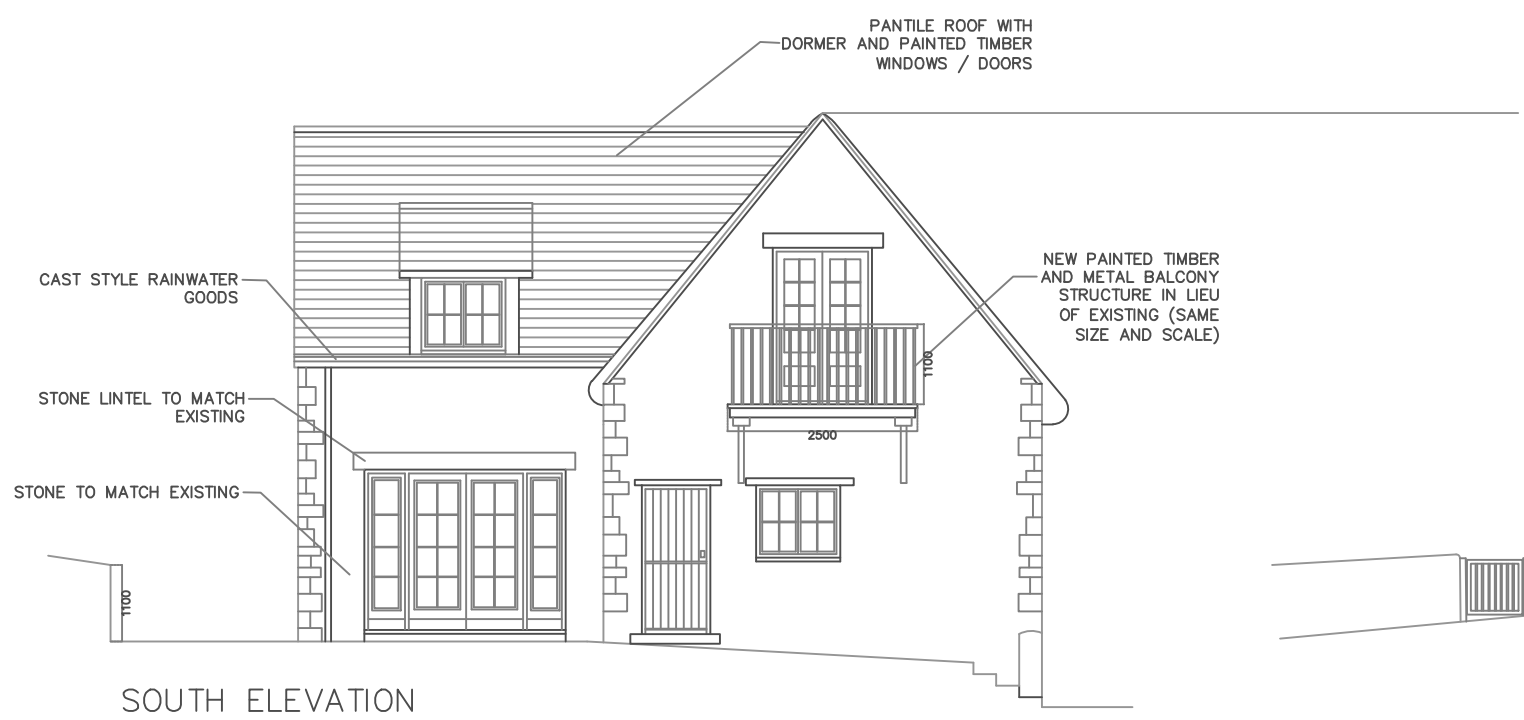 PANTILE ROOF WITH
DORMER AND PAINTED TIMBER
WINDOWS / DOORS
NEW PAINTED TIMBER
AND METAL BALCONY
STRUCTURE IN LIEU
OF EXISTING (SAME
SIZE AND SCALE)
CAST STYLE RAINWATER
GOODS
1100
STONE LINTEL TO MATCH
EXISTING
2500
STONE TO MATCH EXISTING
1100
SOUTH ELEVATION